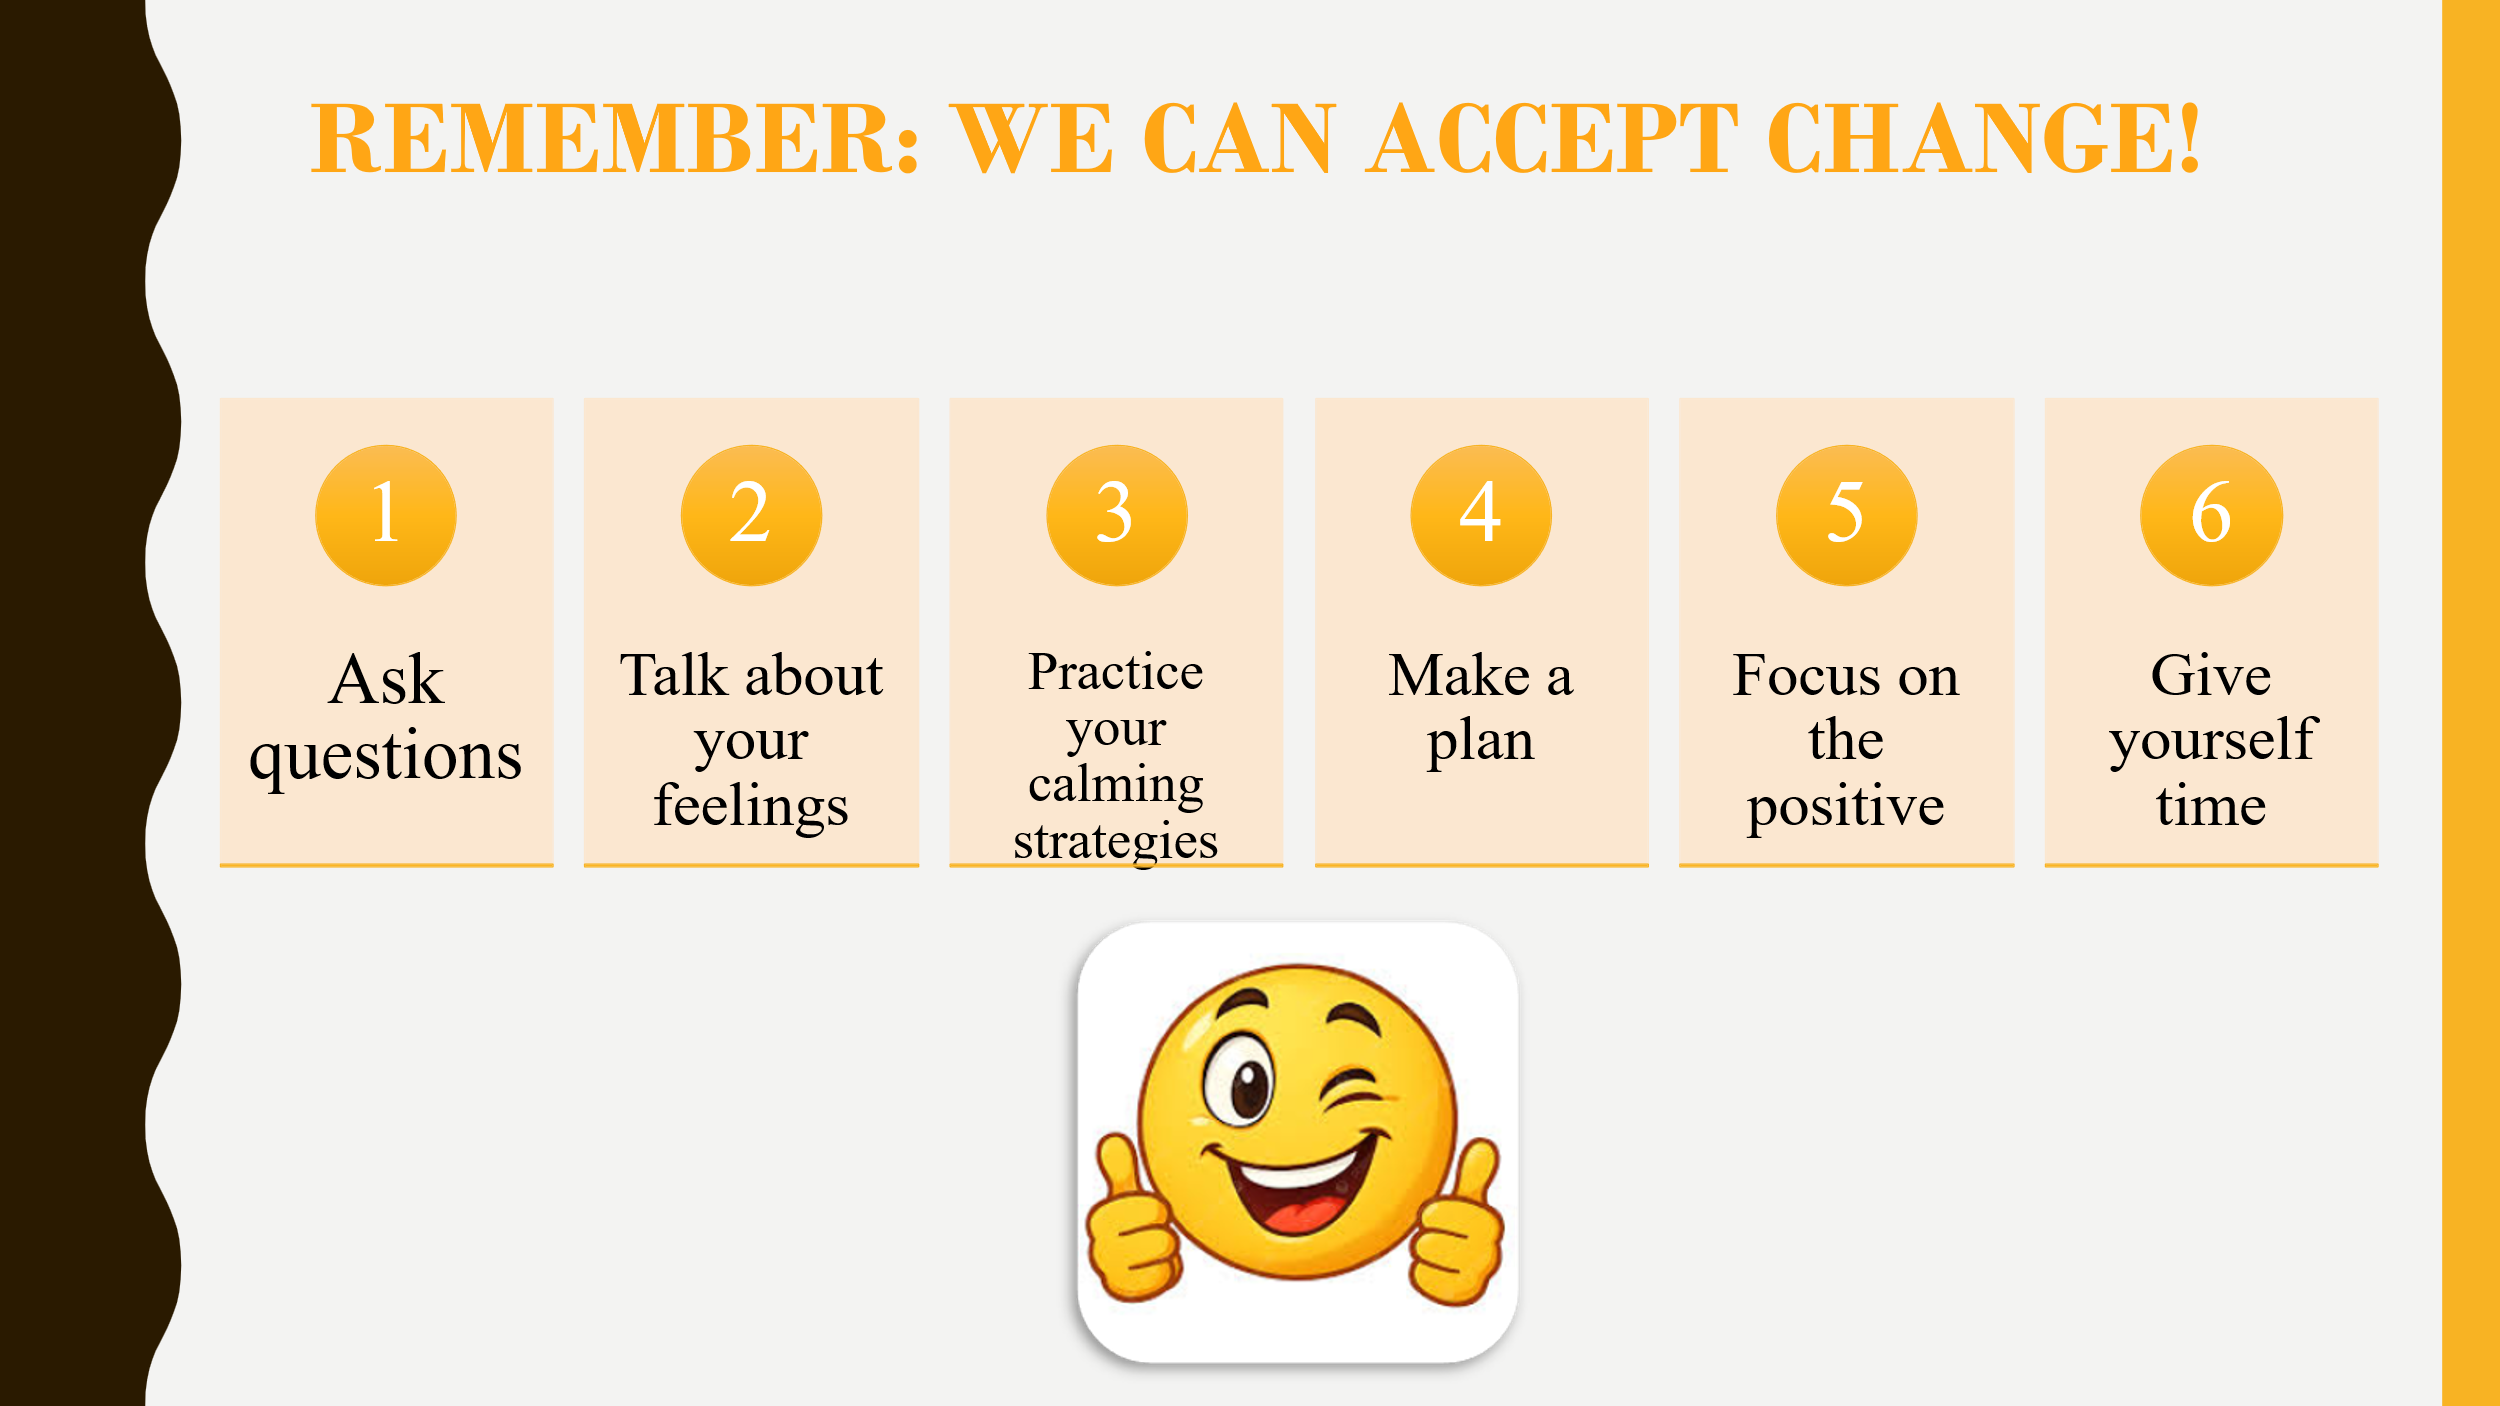 REMEMBER: WE CAN ACCEPT CHANGE!
1
Ask
questions
2
Talk about
your
feelings
3
Practice
your
calming
strategies
4
Make a
plan
5
Focus on
the
positive
6
Give
yourself
time